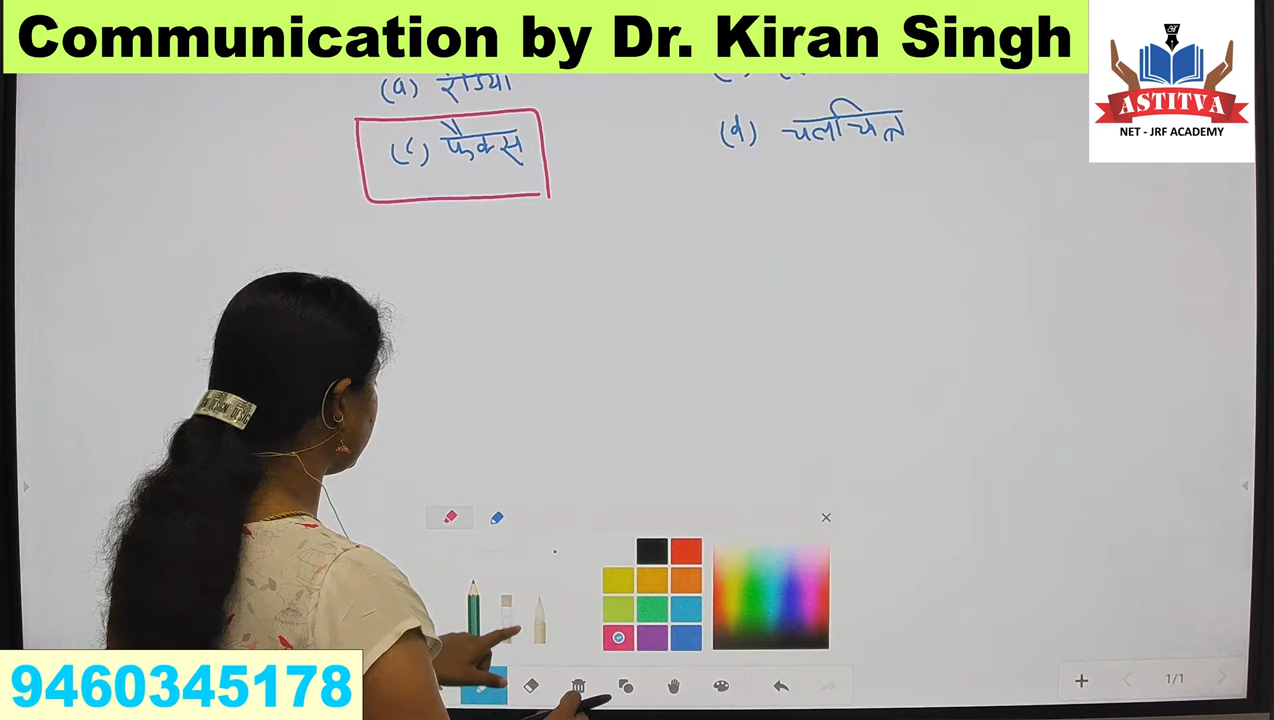 Communication by Dr. Kiran Singh
ASTITVA
NET - JRF ACADEMY
(a) रेडियो
(c) फैक्स
(d) चलचित्र
1/1
9460345178